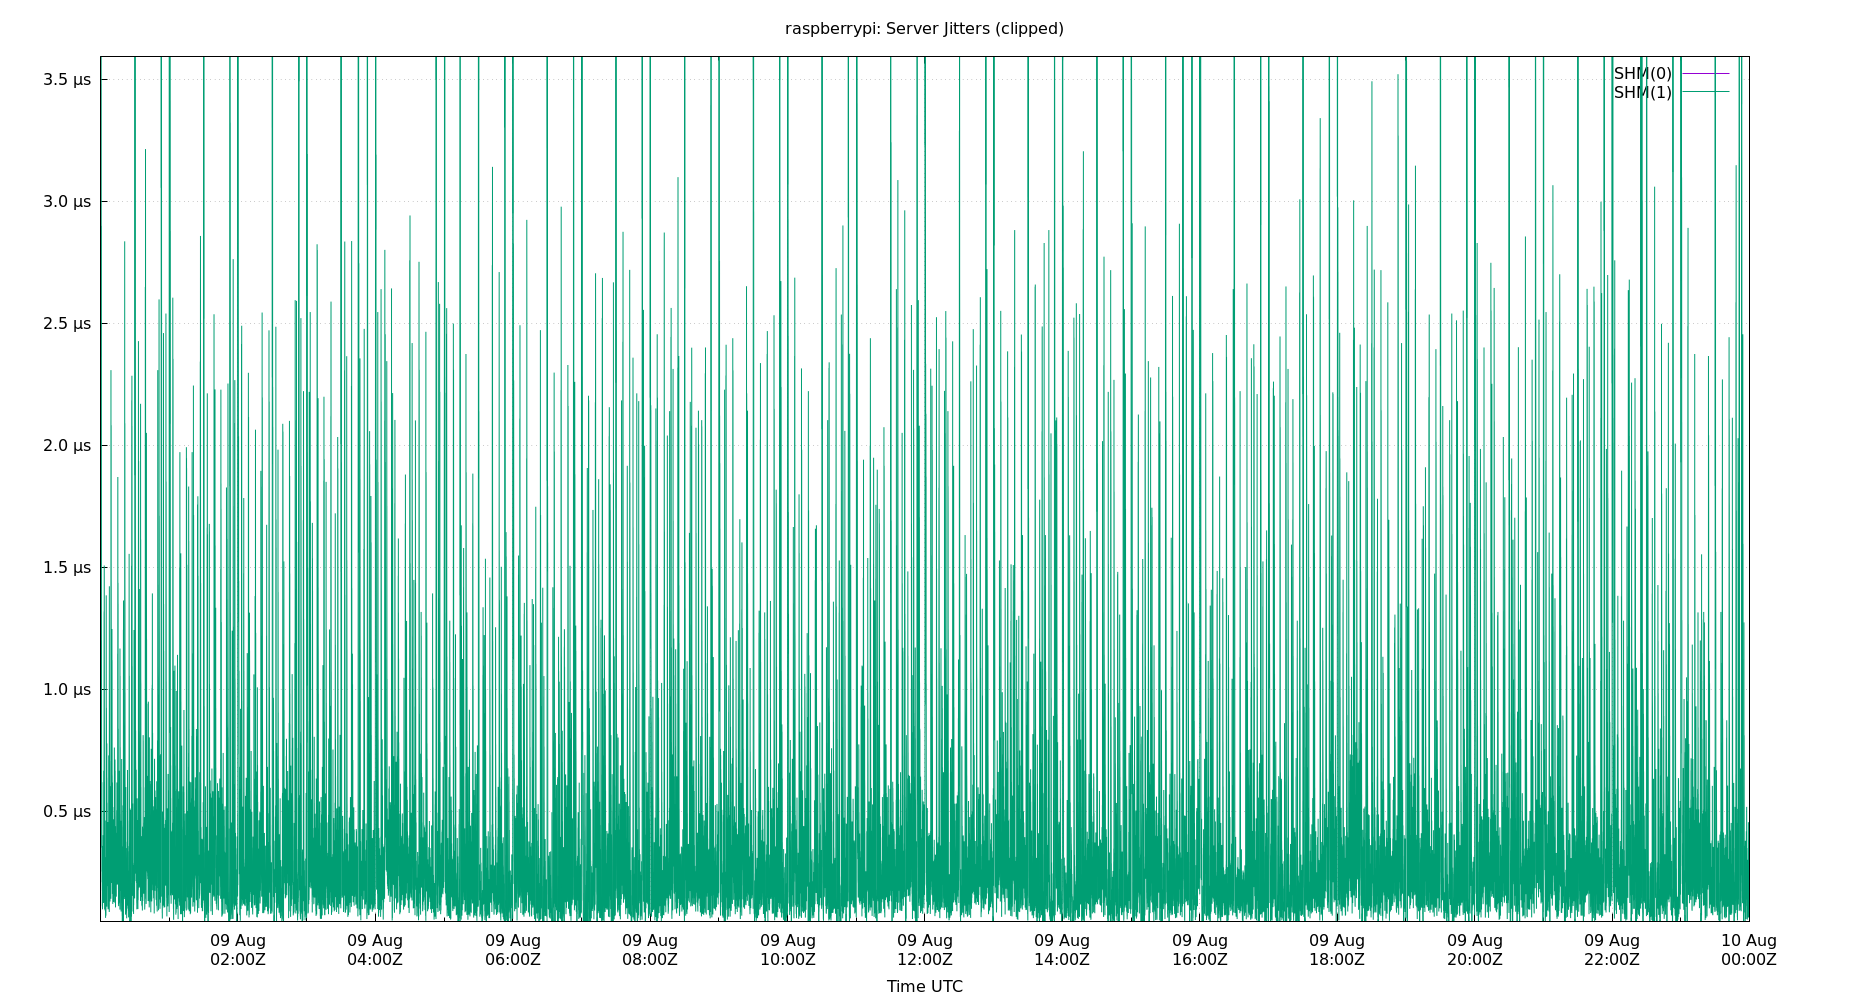 raspberrypi: Server Jitters (clipped)
3.5 µs
3.0 µs
2.5 µs
2.0 µs
1.5 µs
1.0 µs
0.5 µs
SHM(0)
SHM(1)
09 Aug 09 Aug 09 Aug 09 Aug 09 Aug 09 Aug 09 Aug 09 Aug 09 Aug 09 Aug 09 Aug 10 Aug
02:00Z 04:00Z 06:00Z 08:00Z 10:00Z 12:00Z 14:00Z 16:00Z 18:00Z 20:00Z 22:00Z 00:00Z
Time UTC